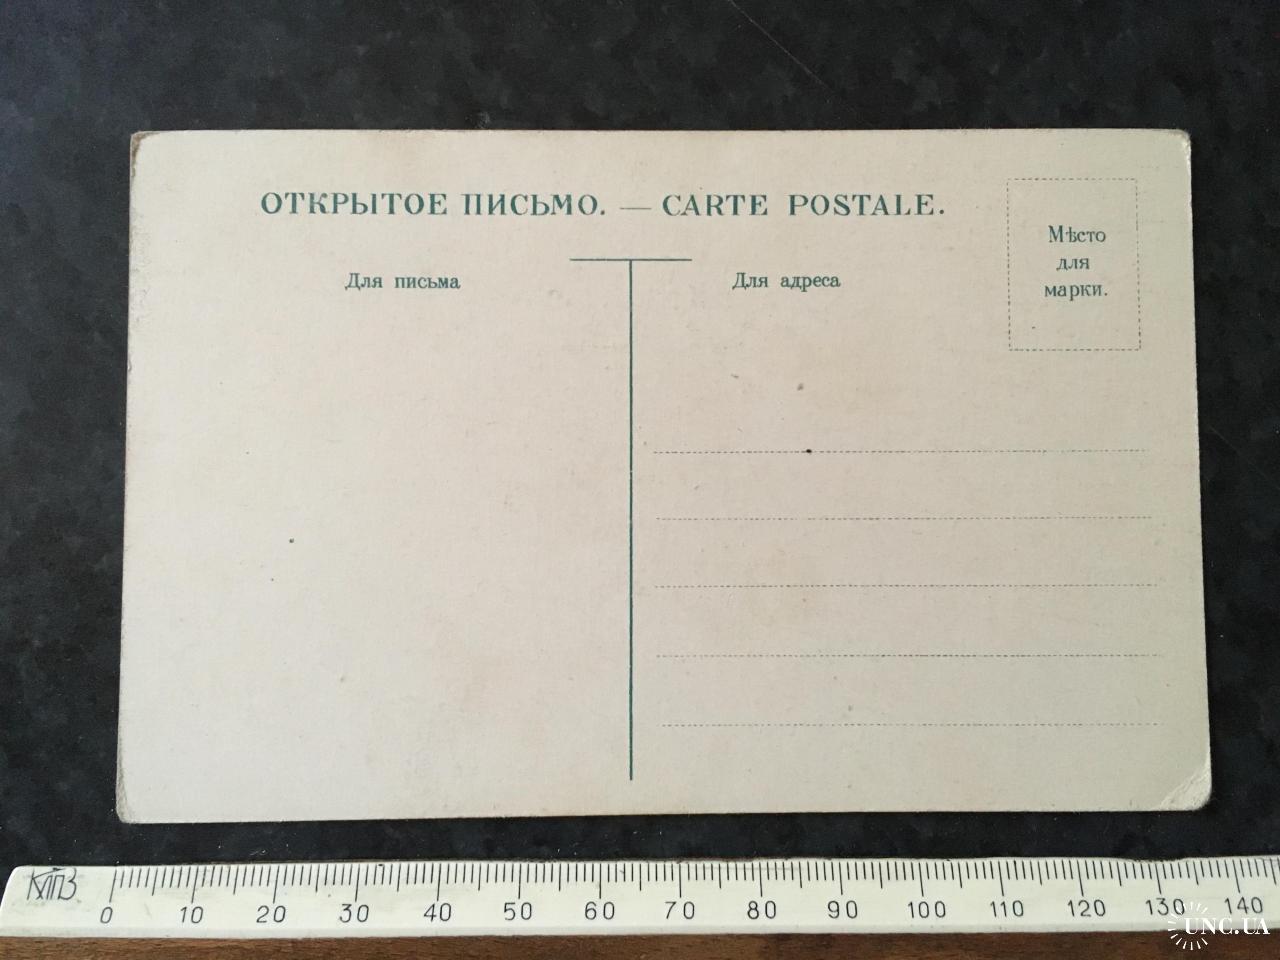 ОТКРЫТОЕ ПИСЬМО. — CARTE POSTALE.
Мѣсто
для
марки.
Для письма
Для адреса
КПЗ
0 10 20 30 40 50 60 70 80 90 100 110 120 130 140
UNC.UA